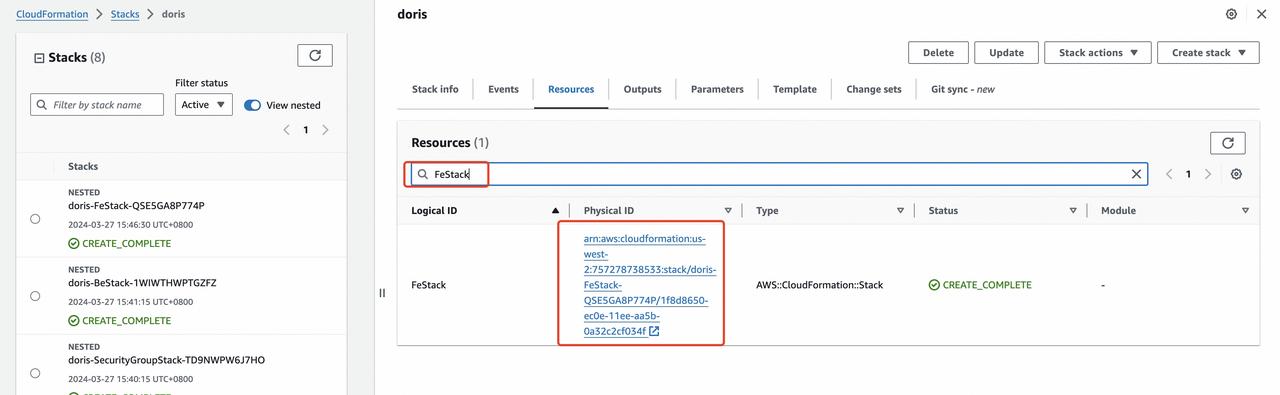 CloudFormation > Stacks > doris
Stacks (8)
Filter status
Filter by stack name
Active
View nested
1
Stacks
NESTED
doris-FeStack-QSE5GA8P774P
2024-03-27 15:46:30 UTC+0800
CREATE_COMPLETE
NESTED
doris-BeStack-1WIWTHWPTGZFZ
2024-03-27 15:41:15 UTC+0800
CREATE_COMPLETE
NESTED
doris-SecurityGroupStack-TD9NWPW6J7HO
2024-03-27 15:40:15 UTC+0800
doris
Delete
Update
Stack actions
Create stack
Stack info
Events
Resources
Outputs
Parameters
Template
Change sets
Git sync - new
Resources (1)
FeStack
1
Logical ID
Physical ID
Type
Status
Module
FeStack
arn:aws:cloudformation:us-
west-
2:757278738533:stack/doris-
FeStack-
QSE5GA8P774P/1f8d8650-
ec0e-11ee-aa5b-
0a32c2cf034f
AWS::CloudFormation::Stack
CREATE_COMPLETE
-